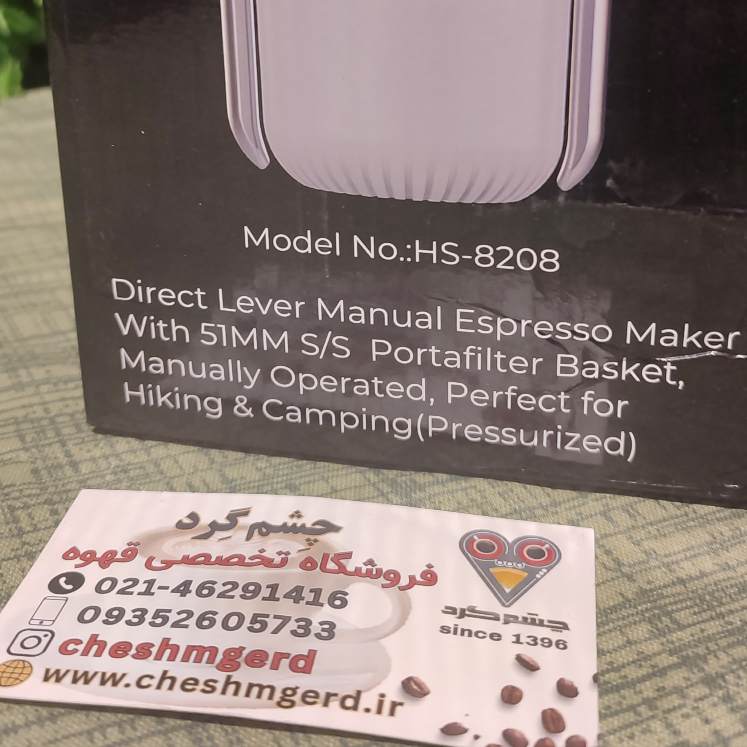 Model No.:HS-8208
Direct Lever Manual Espresso Maker
With 51MM S/S Portafilter Basket,
Manually Operated, Perfect for
Hiking & Camping(Pressurized)
چشم گرد
فروشگاه تخصصی قهوه
021-46291416
09352605733
cheshmgerd
www.cheshmgerd.ir
چشم گرد
since 1396